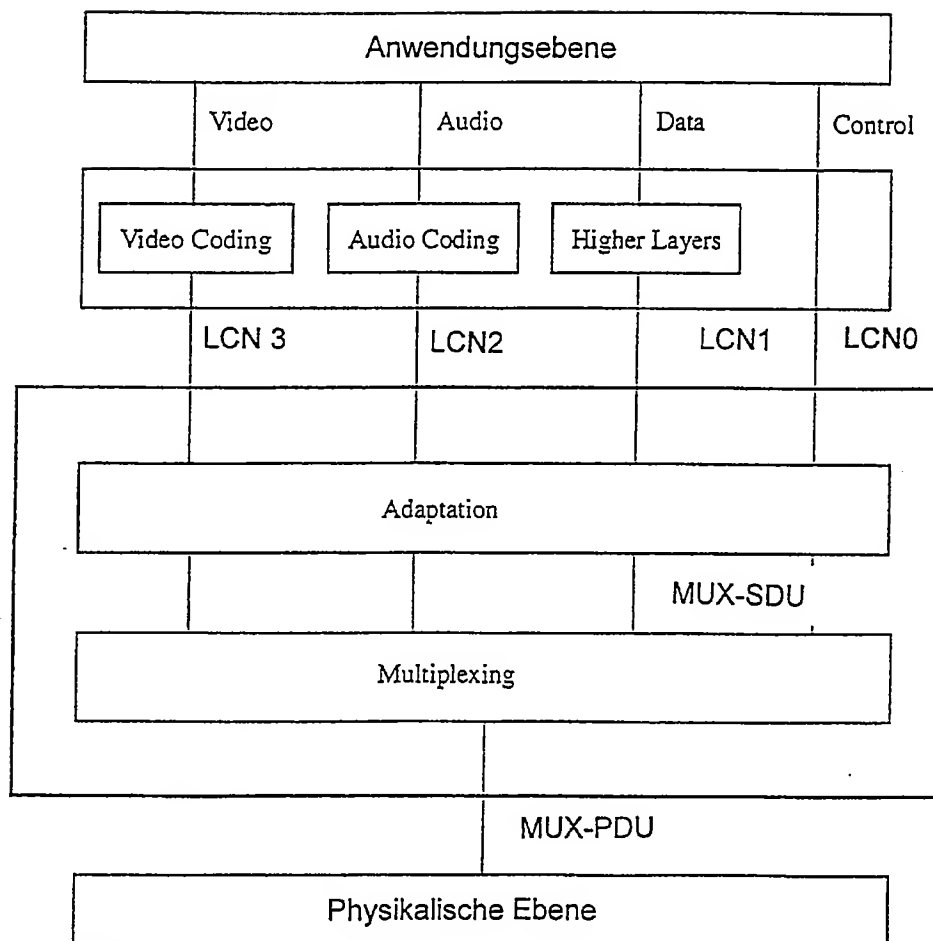 Anwendungsebene
Video Audio Data Control
Video Coding Audio Coding Higher Layers
LCN 3 LCN2 LCN1 LCN0
Adaptation
MUX-SDU
Multiplexing
MUX-PDU
Physikalische Ebene